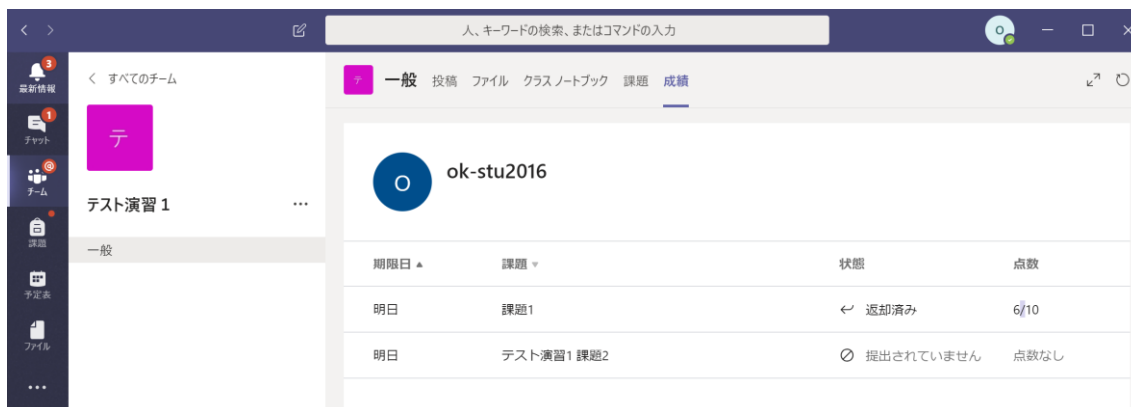 人、キーワードの検索、またはコマンドの入力
o
3
最新情報
1
チャット
@
チーム
課題
予定表
ファイル
すべてのチーム
テ
テスト演習 1
一般
テ
一般 投稿 ファイル クラス ノートブック 課題 成績
O
ok-stu2016
期限日 課題 状態 点数
明日 課題1 返却済み 6/10
明日 テスト演習1 課題2 提出されていません 点数なし